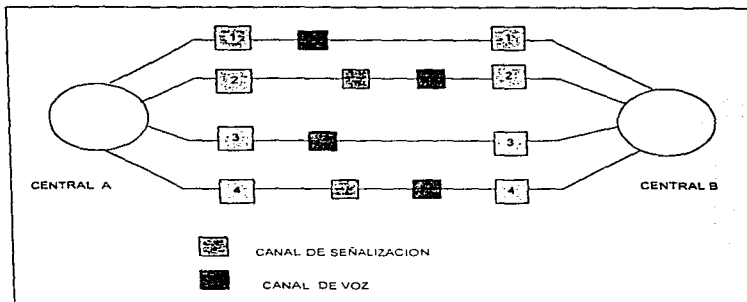 1 1
2 2
3 3
4 4
CENTRAL A CENTRAL B
CANAL DE SEÑALIZACION
CANAL DE VOZ